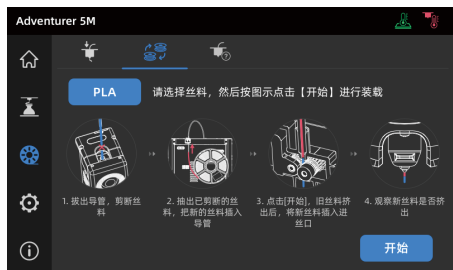 Adventurer 5M
PLA
请选择丝料，然后按图示点击【开始】进行装载
1. 拔出导管，剪断丝
料
2. 抽出已剪断的丝
料，把新的丝料插入
导管
3. 点击[开始]，旧丝料挤
出后，将新丝料插入进
丝口
4. 观察新丝料是否挤
出
开始